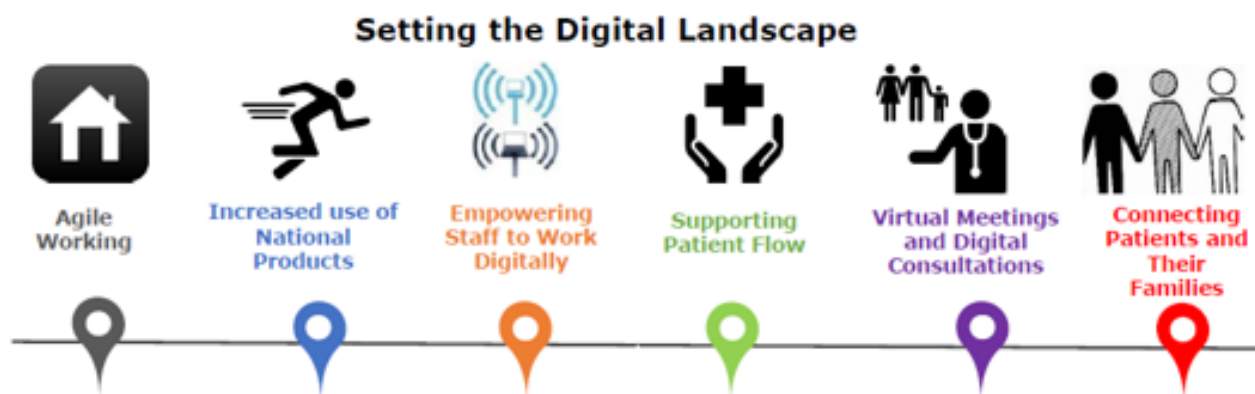 Setting the Digital Landscape
Agile
Working
Increased use of
National
Products
Empowering
Staff to Work
Digitally
Supporting
Patient Flow
Virtual Meetings
and Digital
Consultations
Connecting
Patients and
Their
Families